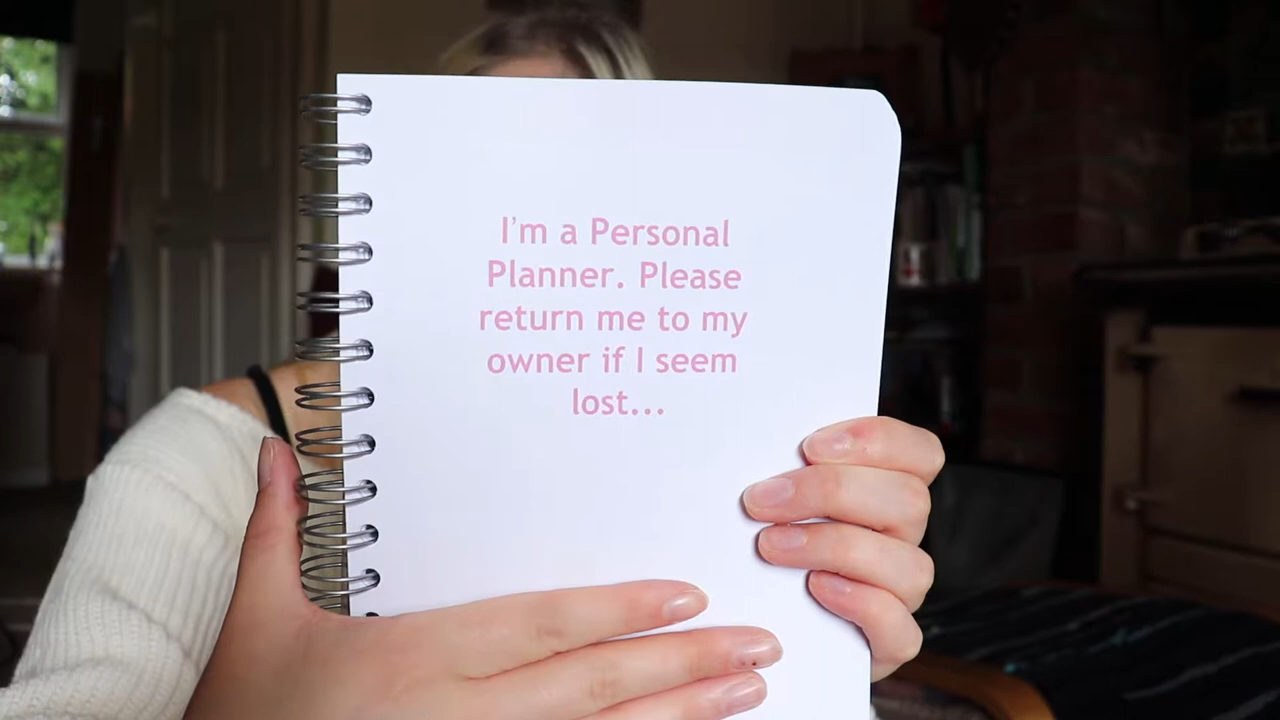 I'm a Personal
Planner. Please
return me to my
owner if I seem
lost...